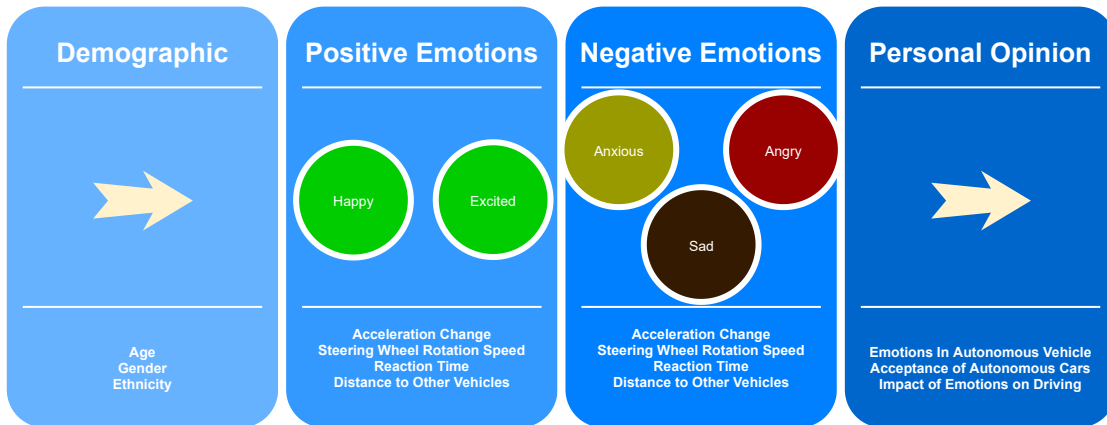 Demographic
Age
Gender
Ethnicity
Positive Emotions
Happy
Excited
Acceleration Change
Steering Wheel Rotation Speed
Reaction Time
Distance to Other Vehicles
Negative Emotions
Anxious
Angry
Sad
Acceleration Change
Steering Wheel Rotation Speed
Reaction Time
Distance to Other Vehicles
Personal Opinion
Emotions In Autonomous Vehicle
Acceptance of Autonomous Cars
Impact of Emotions on Driving